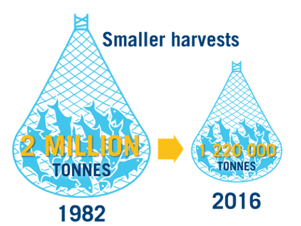 Smaller harvests
2 MILLION
TONNES
1982
1 220 000
TONNES
2016